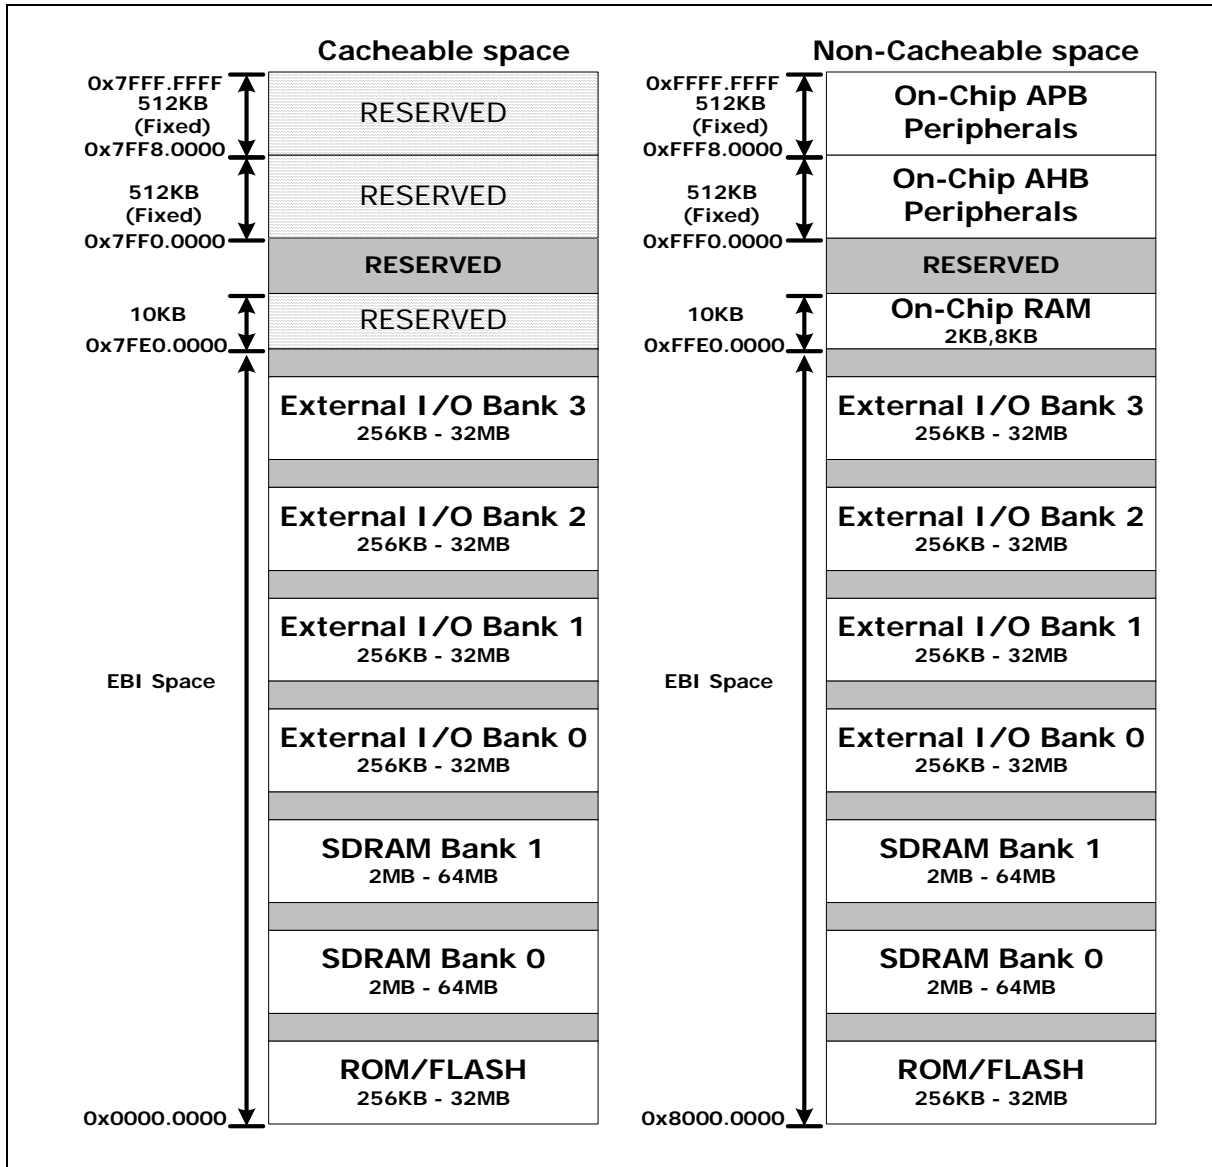 Cacheable space
0x7FFF.FFFF
512KB
(Fixed)
0x7FF8.0000
512KB
(Fixed)
0x7FF0.0000
10KB
0x7FE0.0000
EBI Space
0x0000.0000
RESERVED
RESERVED
RESERVED
RESERVED
External I/O Bank 3
256KB - 32MB
External I/O Bank 2
256KB - 32MB
External I/O Bank 1
256KB - 32MB
External I/O Bank 0
256KB - 32MB
SDRAM Bank 1
2MB - 64MB
SDRAM Bank 0
2MB - 64MB
ROM/FLASH
256KB - 32MB
Non-Cacheable space
0xFFFF.FFFF
512KB
(Fixed)
0xFFF8.0000
512KB
(Fixed)
0xFFF0.0000
10KB
0xFFE0.0000
EBI Space
0x8000.0000
On-Chip APB
Peripherals
On-Chip AHB
Peripherals
RESERVED
On-Chip RAM
2KB,8KB
External I/O Bank 3
256KB - 32MB
External I/O Bank 2
256KB - 32MB
External I/O Bank 1
256KB - 32MB
External I/O Bank 0
256KB - 32MB
SDRAM Bank 1
2MB - 64MB
SDRAM Bank 0
2MB - 64MB
ROM/FLASH
256KB - 32MB